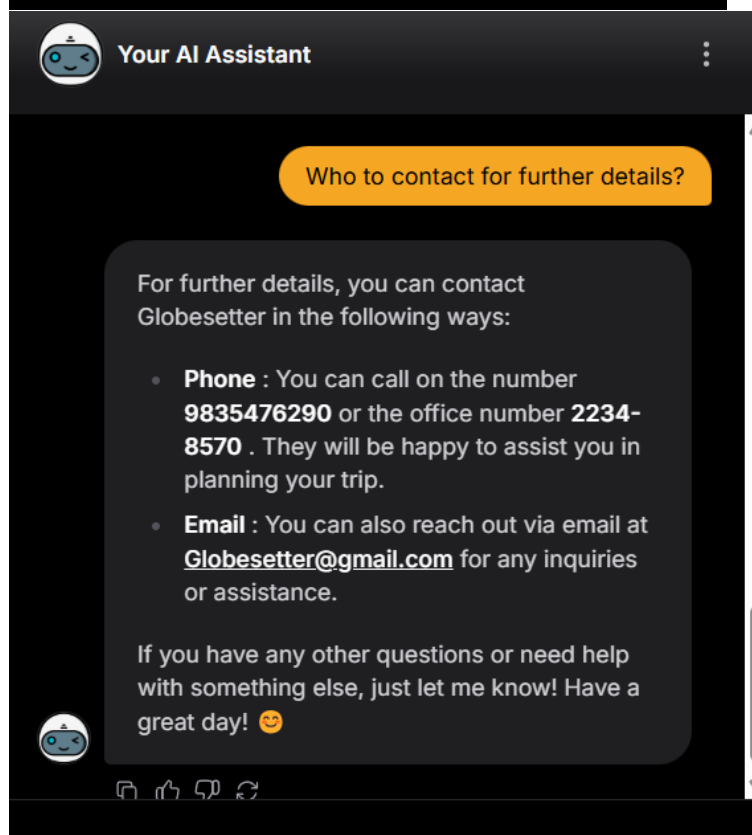 Your AI Assistant
Who to contact for further details?
For further details, you can contact
Globesetter in the following ways:
Phone : You can call on the number
9835476290 or the office number 2234-
8570 . They will be happy to assist you in
planning your trip.
Email : You can also reach out via email at
Globesetter@gmail.com for any inquiries
or assistance.
If you have any other questions or need help
with something else, just let me know! Have a
great day! 😊